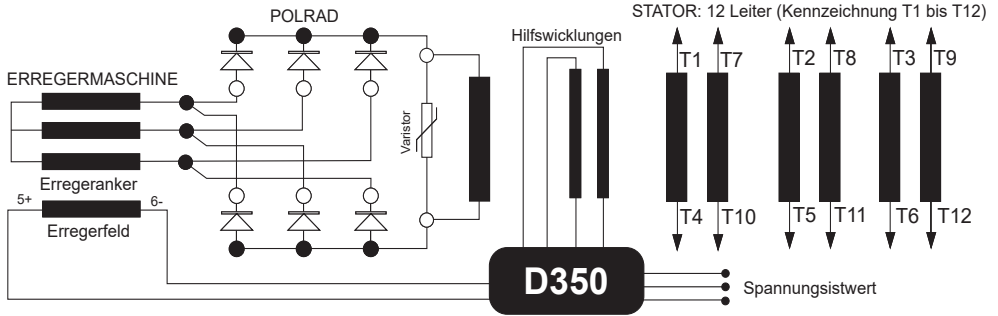 POLRAD
STATOR: 12 Leiter (Kennzeichnung T1 bis T12)
Hilfswicklungen
T1 T7 T2 T8 T3 T9
ERREGERMASCHINE
Varistor
Erregeranker
5+ 6-
Erregerfeld
T4 T10 T5 T11 T6 T12
D350
Spannungsistwert